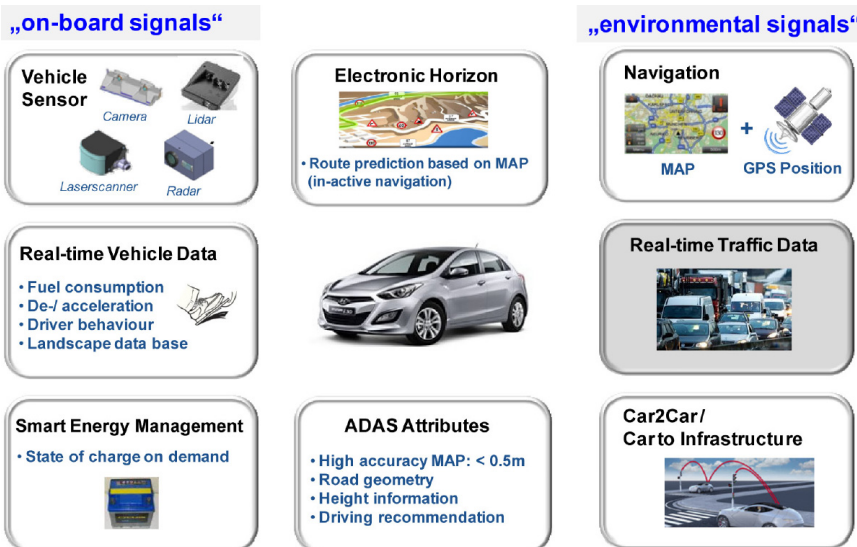 „on-board signals“
„environmental signals“
Vehicle
Sensor
Camera
Lidar
Laserscanner
Radar
Electronic Horizon
• Route prediction based on MAP
(in-active navigation)
Navigation
+
MAP
GPS Position
Real-time Vehicle Data
• Fuel consumption
• De-/ acceleration
• Driver behaviour
• Landscape data base
Real-time Traffic Data
Smart Energy Management
• State of charge on demand
ADAS Attributes
• High accuracy MAP: < 0.5m
• Road geometry
• Height information
• Driving recommendation
Car2Car /
Car to Infrastructure